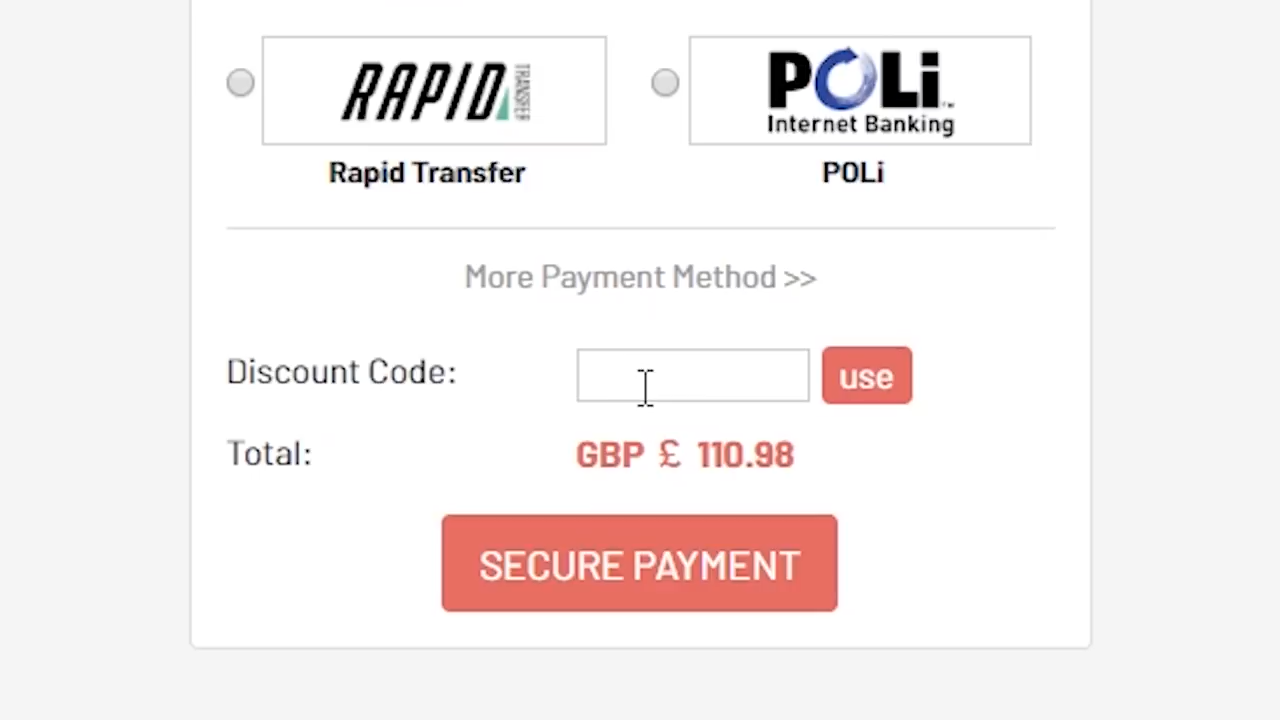 RAPID TRANSFER
POLi™
Internet Banking
Rapid Transfer
POLi
More Payment Method >>
Discount Code:
use
Total:
GBP £ 110.98
SECURE PAYMENT